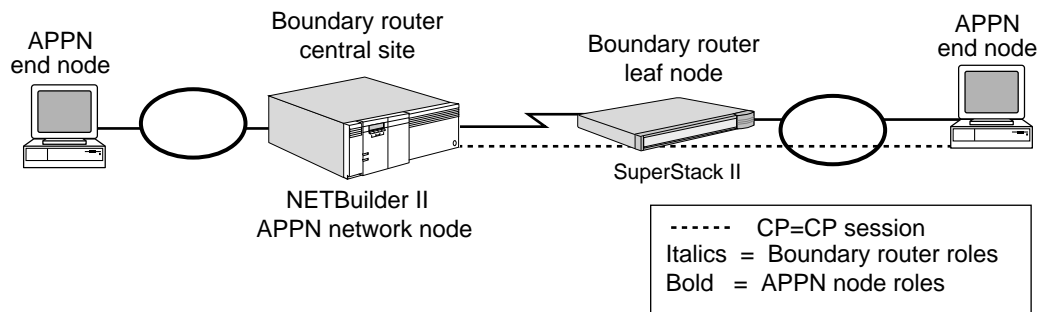 APPN
end node
Boundary router
central site
Boundary router
leaf node
APPN
end node
NETBuilder II
APPN network node
SuperStack II
CP=CP session
Italics = Boundary router roles
Bold = APPN node roles